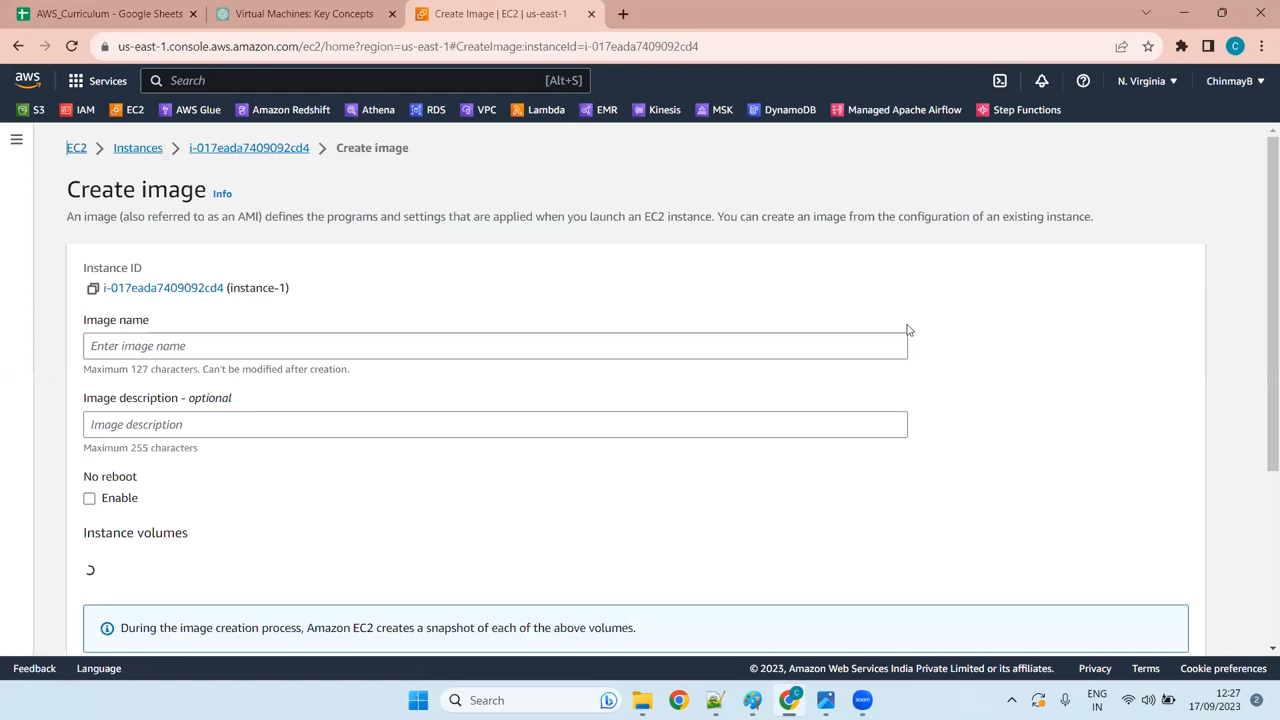 AWS_Curriculum - Google Sheets
Virtual Machines: Key Concepts
Create Image | EC2 | us-east-1
us-east-1.console.aws.amazon.com/ec2/home?region=us-east-1#CreateImage:instanceId=i-017eada7409092cd4
C
aws
Services
Search
[Alt+S]
N. Virginia
ChinmayB
S3
IAM
EC2
AWS Glue
Amazon Redshift
Athena
RDS
VPC
Lambda
EMR
Kinesis
MSK
DynamoDB
Managed Apache Airflow
Step Functions
EC2 > Instances > i-017eada7409092cd4 > Create image
Create image Info
An image (also referred to as an AMI) defines the programs and settings that are applied when you launch an EC2 instance. You can create an image from the configuration of an existing instance.
Instance ID
i-017eada7409092cd4 (instance-1)
Image name
Enter image name
Maximum 127 characters. Can't be modified after creation.
Image description - optional
Image description
Maximum 255 characters
No reboot
Enable
Instance volumes
During the image creation process, Amazon EC2 creates a snapshot of each of the above volumes.
Feedback
Language
© 2023, Amazon Web Services India Private Limited or its affiliates.
Privacy
Terms
Cookie preferences
Search
C
ENG
IN
12:27
17/09/2023
2